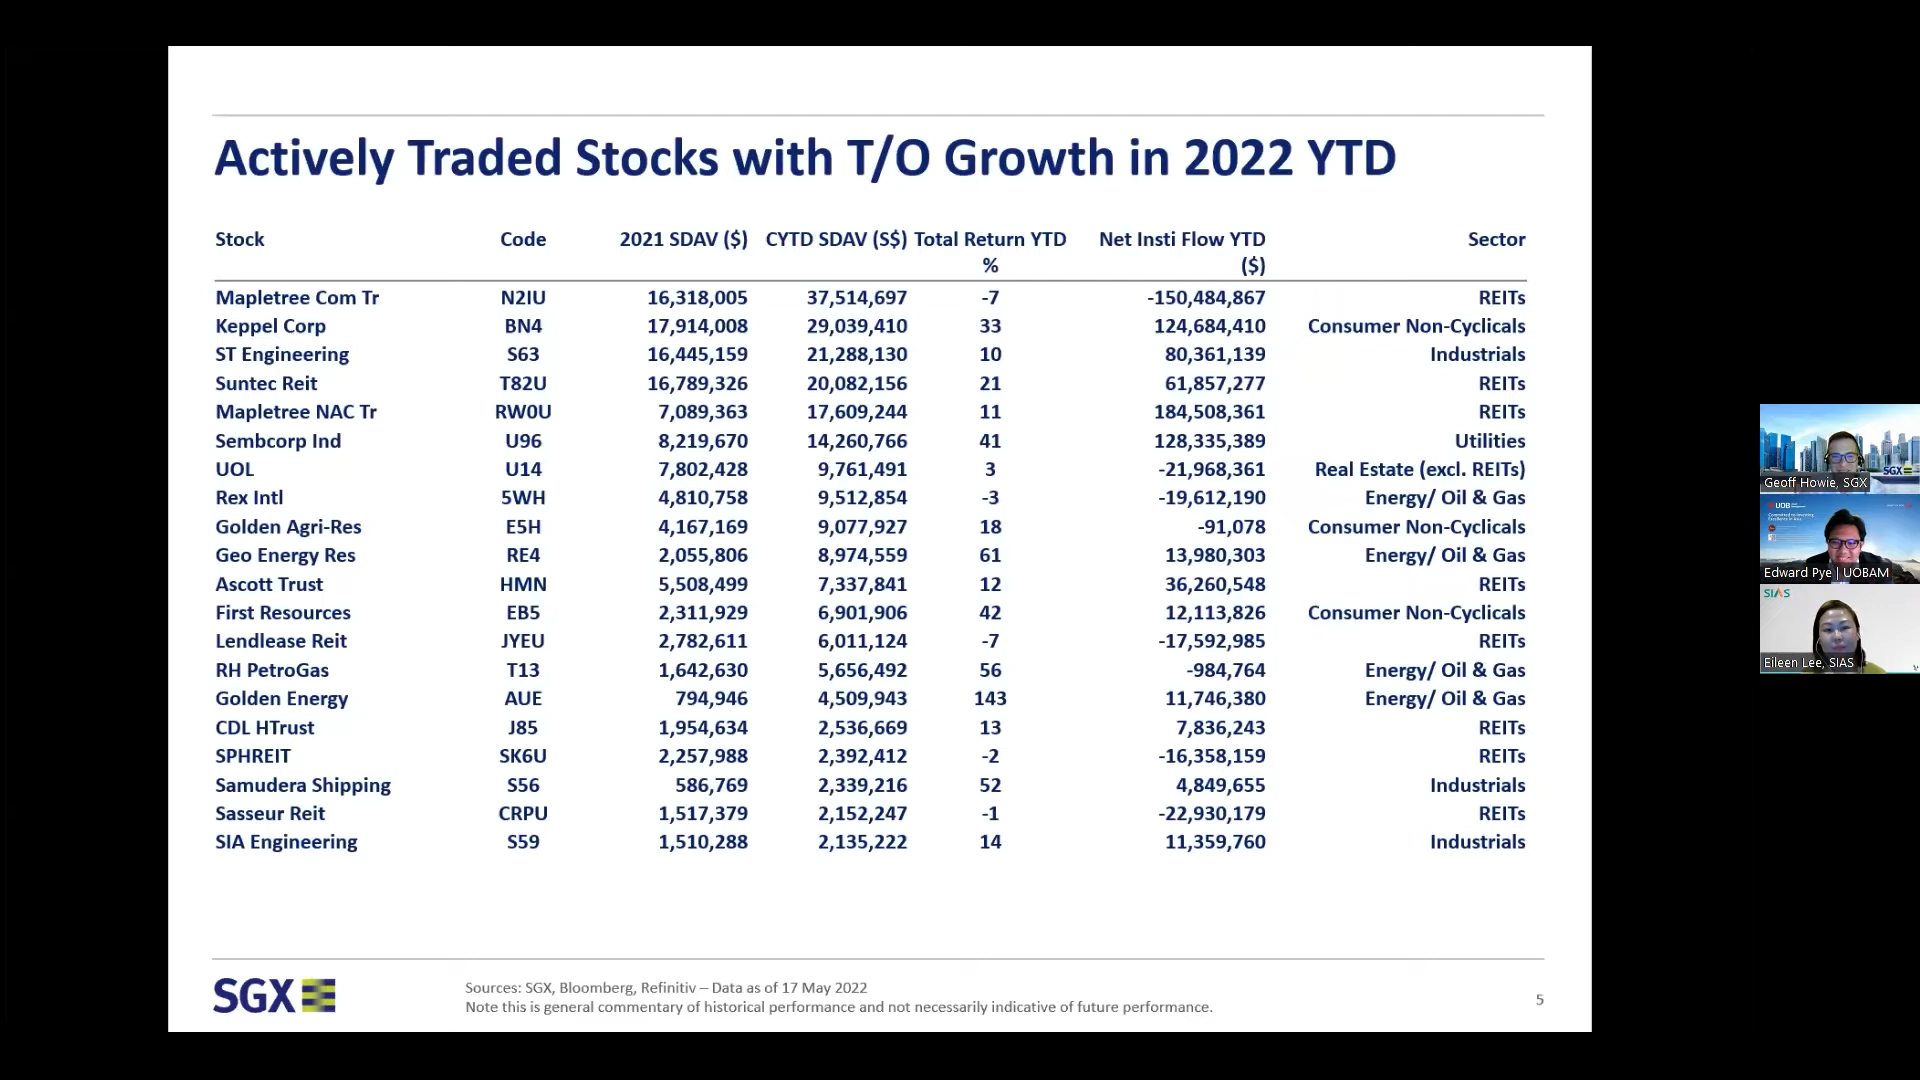 Actively Traded Stocks with T/O Growth in 2022 YTD
Stock Code 2021 SDAV ($) CYTD SDAV (S$) Total Return YTD % Net Insti Flow YTD ($) Sector
Mapletree Com Tr N2IU 16,318,005 37,514,697 -7 -150,484,867 REITs
Keppel Corp BN4 17,914,008 29,039,410 33 124,684,410 Consumer Non-Cyclicals
ST Engineering S63 16,445,159 21,288,130 10 80,361,139 Industrials
Suntec Reit T82U 16,789,326 20,082,156 21 61,857,277 REITs
Mapletree NAC Tr RW0U 7,089,363 17,609,244 11 184,508,361 REITs
Sembcorp Ind U96 8,219,670 14,260,766 41 128,335,389 Utilities
UOL U14 7,802,428 9,761,491 3 -21,968,361 Real Estate (excl. REITs)
Rex Intl 5WH 4,810,758 9,512,854 -3 -19,612,190 Energy/ Oil & Gas
Golden Agri-Res E5H 4,167,169 9,077,927 18 -91,078 Consumer Non-Cyclicals
Geo Energy Res RE4 2,055,806 8,974,559 61 13,980,303 Energy/ Oil & Gas
Ascott Trust HMN 5,508,499 7,337,841 12 36,260,548 REITs
First Resources EB5 2,311,929 6,901,906 42 12,113,826 Consumer Non-Cyclicals
Lendlease Reit JYEU 2,782,611 6,011,124 -7 -17,592,985 REITs
RH PetroGas T13 1,642,630 5,656,492 56 -984,764 Energy/ Oil & Gas
Golden Energy AUE 794,946 4,509,943 143 11,746,380 Energy/ Oil & Gas
CDL HTrust J85 1,954,634 2,536,669 13 7,836,243 REITs
SPHREIT SK6U 2,257,988 2,392,412 -2 -16,358,159 REITs
Samudera Shipping S56 586,769 2,339,216 52 4,849,655 Industrials
Sasseur Reit CRPU 1,517,379 2,152,247 -1 -22,930,179 REITs
SIA Engineering S59 1,510,288 2,135,222 14 11,359,760 Industrials
SGX
Sources: SGX, Bloomberg, Refinitiv – Data as of 17 May 2022
Note this is general commentary of historical performance and not necessarily indicative of future performance.
5
SGX
Geoff Howie, SGX
UOB
Edward Pye | UOBAM
SIAS
Eileen Lee, SIAS